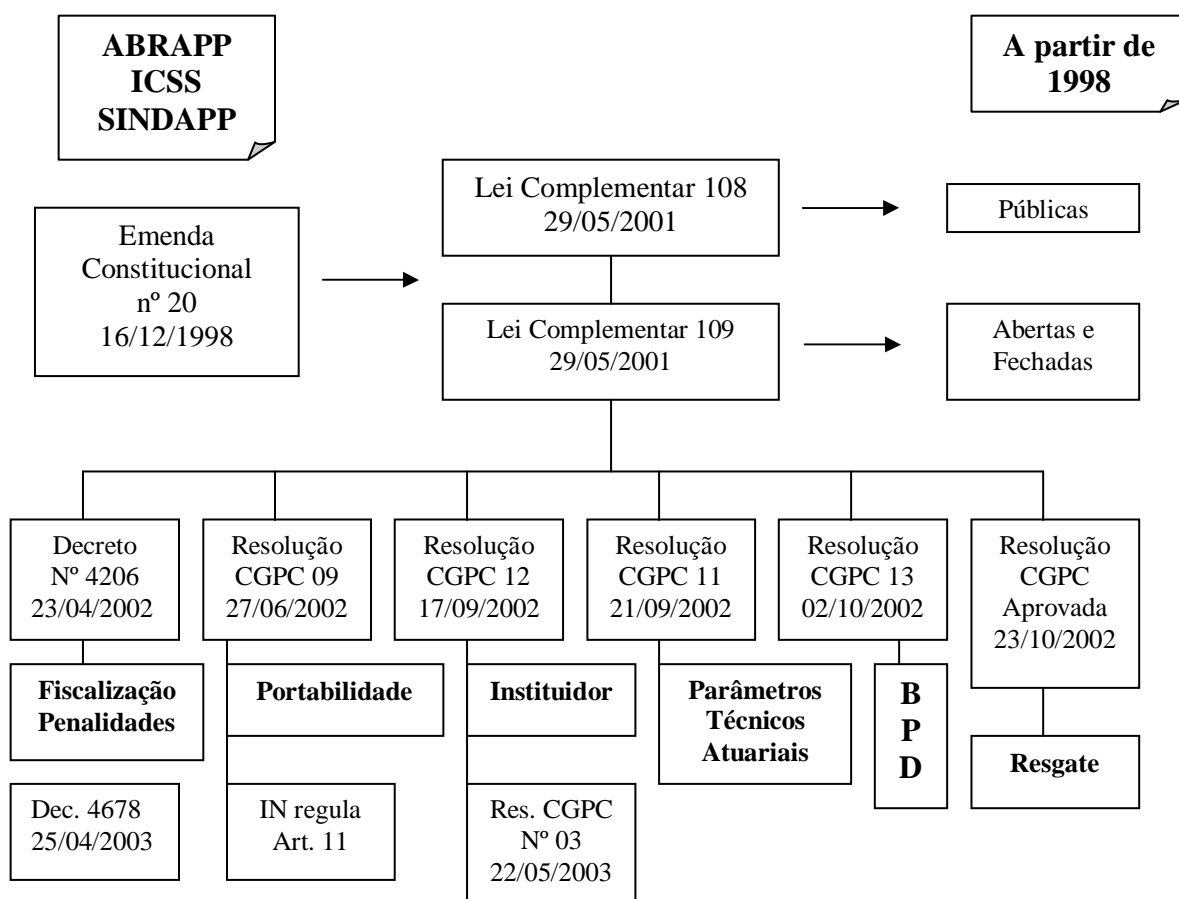 ABRAPP
ICSS
SINDAPP
A partir de
1998
Lei Complementar 108
29/05/2001
Públicas
Emenda
Constitucional
nº 20
16/12/1998
Lei Complementar 109
29/05/2001
Abertas e
Fechadas
Decreto
Nº 4206
23/04/2002
Resolução
CGPC 09
27/06/2002
Resolução
CGPC 12
17/09/2002
Resolução
CGPC 11
21/09/2002
Resolução
CGPC 13
02/10/2002
Resolução
CGPC
Aprovada
23/10/2002
Fiscalização
Penalidades
Portabilidade
Instituidor
Parâmetros
Técnicos
Atuariais
B
P
D
Resgate
Dec. 4678
25/04/2003
IN regula
Art. 11
Res. CGPC
Nº 03
22/05/2003